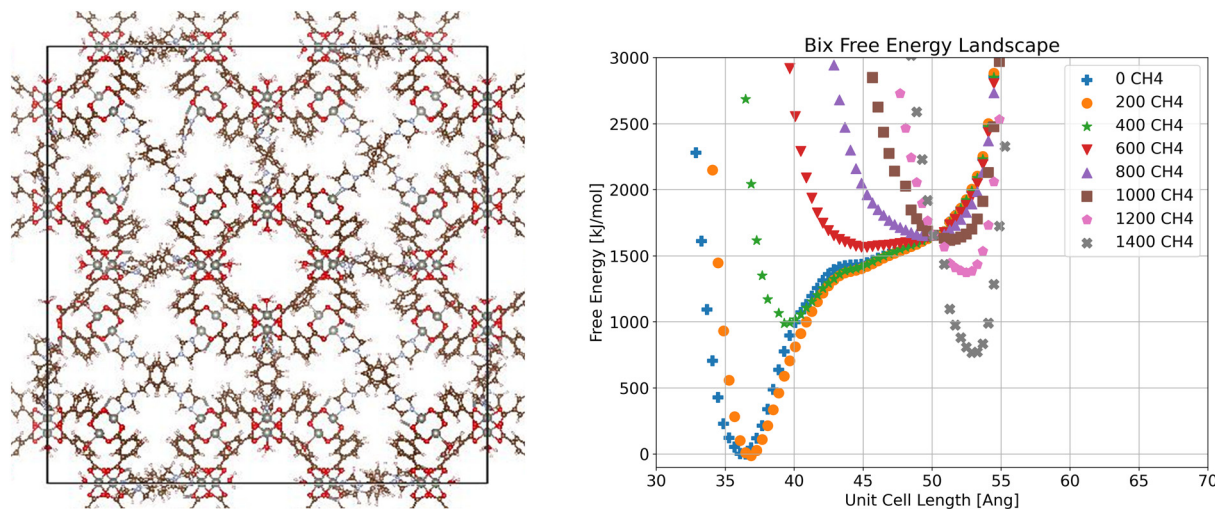 Bix Free Energy Landscape
3000
2500
2000
1500
1000
500
0
Free Energy [kJ/mol]
0 CH4
200 CH4
400 CH4
600 CH4
800 CH4
1000 CH4
1200 CH4
1400 CH4
30 35 40 45 50 55 60 65 70
Unit Cell Length [Ang]